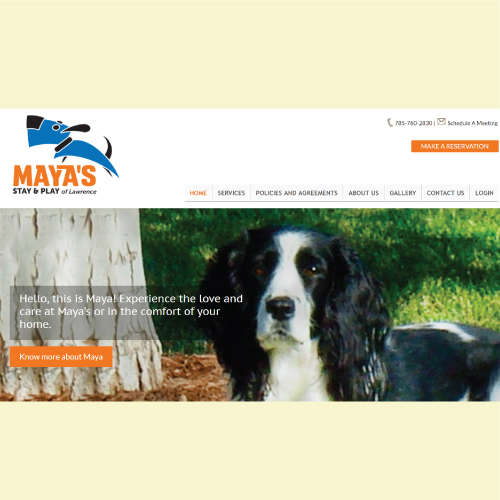 785-760-2830 | Schedule A Meeting
MAKE A RESERVATION
MAYA'S
STAY & PLAY of Lawrence
HOME SERVICES POLICIES AND AGREEMENTS ABOUT US GALLERY CONTACT US LOGIN
Hello, this is Maya! Experience the love and
care at Maya's or in the comfort of your
home.
Know more about Maya